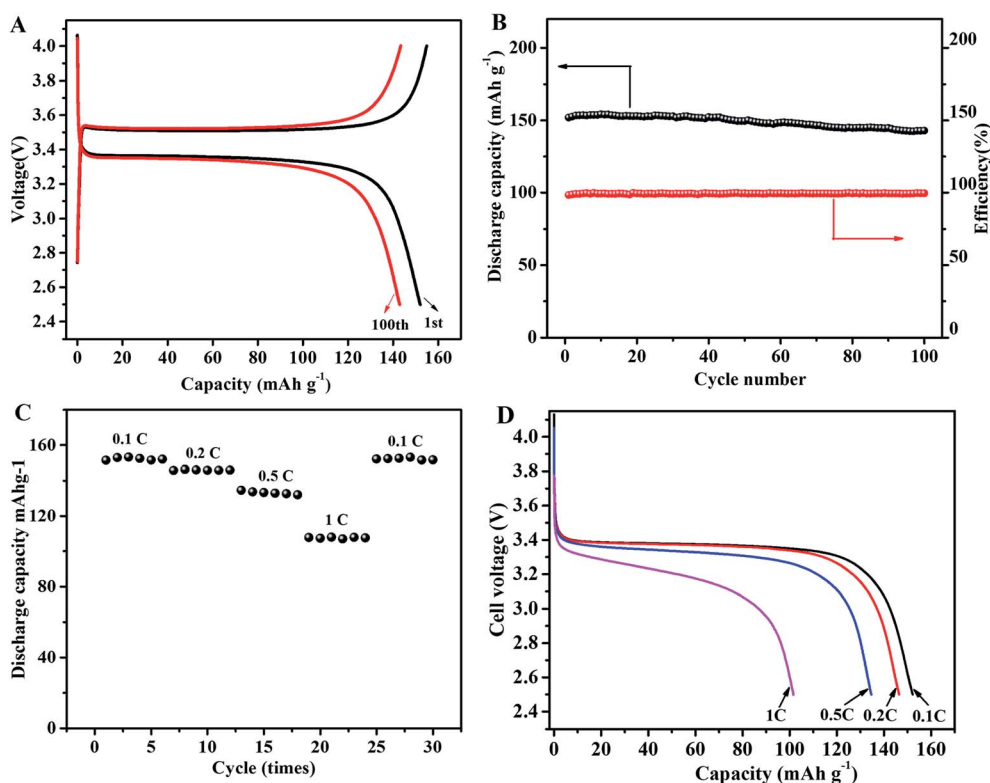 A
Voltage(V)
4.0
3.8
3.6
3.4
3.2
3.0
2.8
2.6
2.4
100th
1st
0 20 40 60 80 100 120 140 160
Capacity (mAh g-1)
B
Discharge capacity (mAh g-1)
200
150
100
50
0
200
150
100
50
0
Efficiency(%)
0 20 40 60 80 100
Cycle number
C
Discharge capacity mAhg-1
160
120
80
40
0
0.1 C
0.2 C
0.5 C
1 C
0.1 C
0 5 10 15 20 25 30
Cycle (times)
D
Cell voltage (V)
4.0
3.8
3.6
3.4
3.2
3.0
2.8
2.6
2.4
1C
0.5C
0.2C
0.1C
0 20 40 60 80 100 120 140 160
Capacity (mAh g-1)